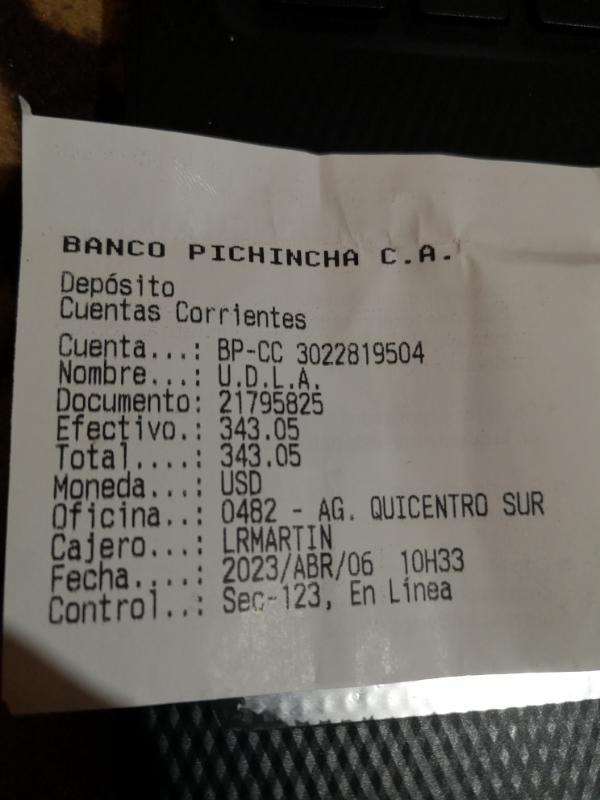 BANCO PICHINCHA C.A.
Depósito
Cuentas Corrientes
Cuenta...: BP-CC 3022819504
Nombre...: U.D.L.A.
Documento: 21795825
Efectivo.: 343.05
Total....: 343.05
Moneda...: USD
Oficina..: 0482 - AG. QUICENTRO SUR
Cajero...: LRMARTIN
Fecha....: 2023/ABR/06 10H33
Control..: Sec-123, En Línea